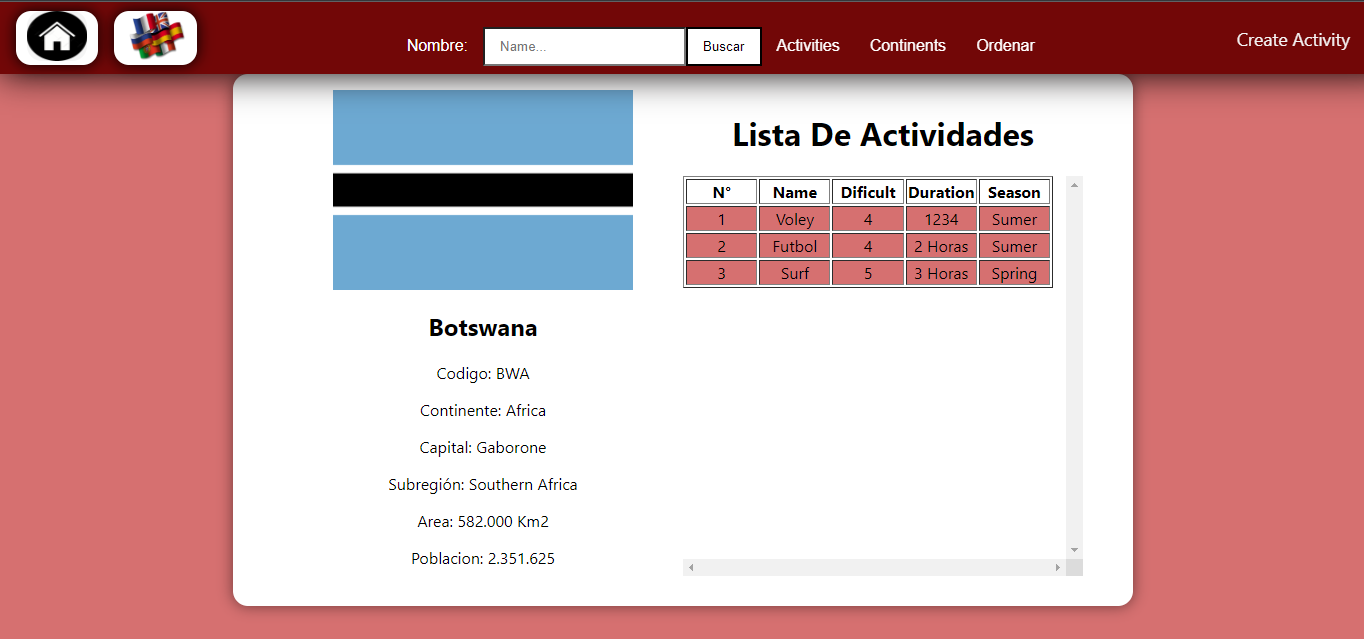 Nombre: Name... Buscar Activities Continents Ordenar Create Activity
Botswana
Codigo: BWA
Continente: Africa
Capital: Gaborone
Subregión: Southern Africa
Area: 582.000 Km2
Poblacion: 2.351.625
Lista De Actividades
N° Name Dificult Duration Season
1 Voley 4 1234 Sumer
2 Futbol 4 2 Horas Sumer
3 Surf 5 3 Horas Spring